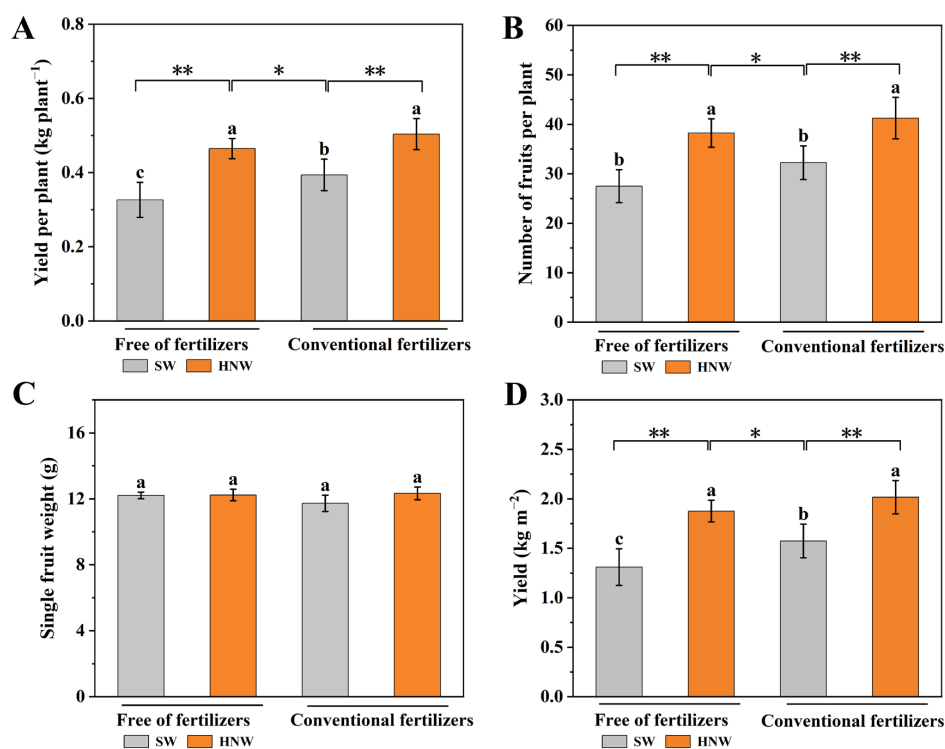 A
Yield per plant (kg plant⁻¹)
0.8
0.6
0.4
0.2
0.0
** * **
c a b a
Free of fertilizers Conventional fertilizers
SW HNW
B
Number of fruits per plant
60
50
40
30
20
10
0
** * **
b a b a
Free of fertilizers Conventional fertilizers
SW HNW
C
Single fruit weight (g)
16
12
8
4
0
a a a a
Free of fertilizers Conventional fertilizers
SW HNW
D
Yield (kg m⁻²)
3.0
2.5
2.0
1.5
1.0
0.5
0.0
** * **
c a b a
Free of fertilizers Conventional fertilizers
SW HNW